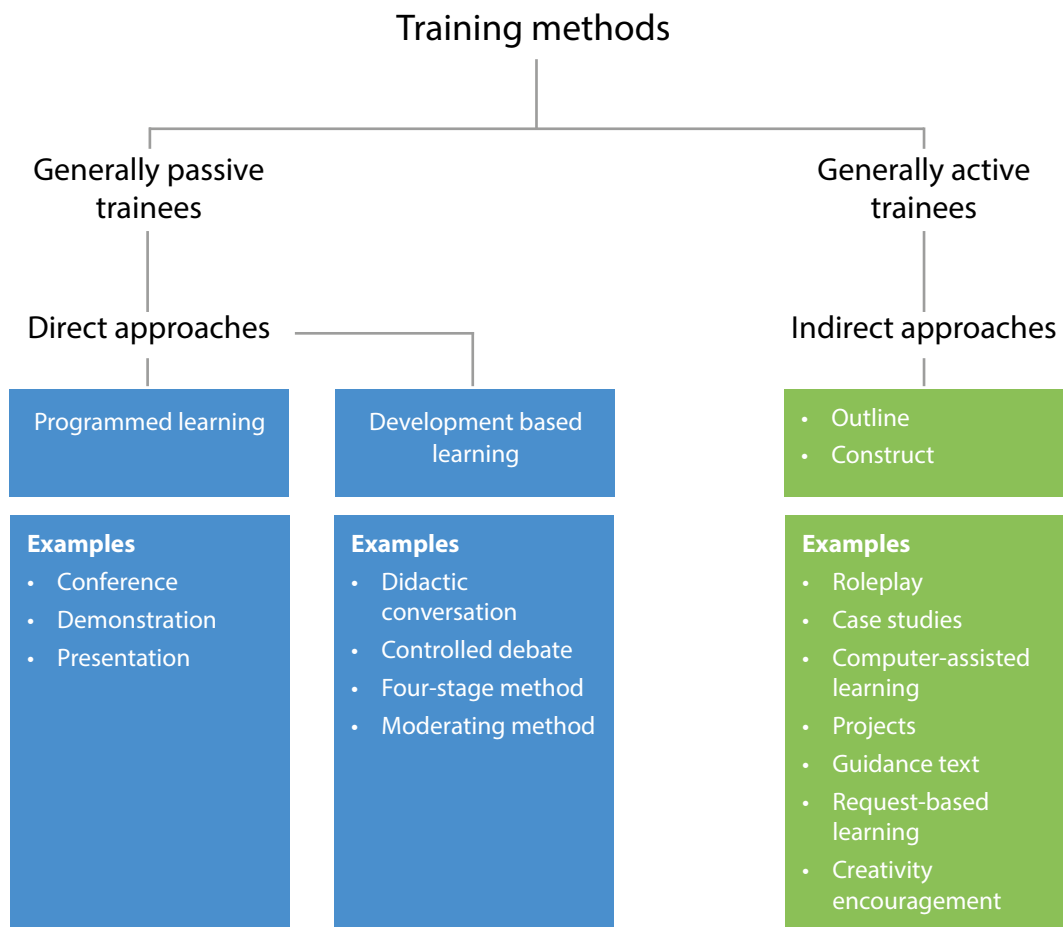 Training methods
Generally passive
trainees
Generally active
trainees
Direct approaches
Indirect approaches
Programmed learning
Development based
learning
• Outline
• Construct
Examples
• Conference
• Demonstration
• Presentation
Examples
• Didactic
conversation
• Controlled debate
• Four-stage method
• Moderating method
Examples
• Roleplay
• Case studies
• Computer-assisted
learning
• Projects
• Guidance text
• Request-based
learning
• Creativity
encouragement